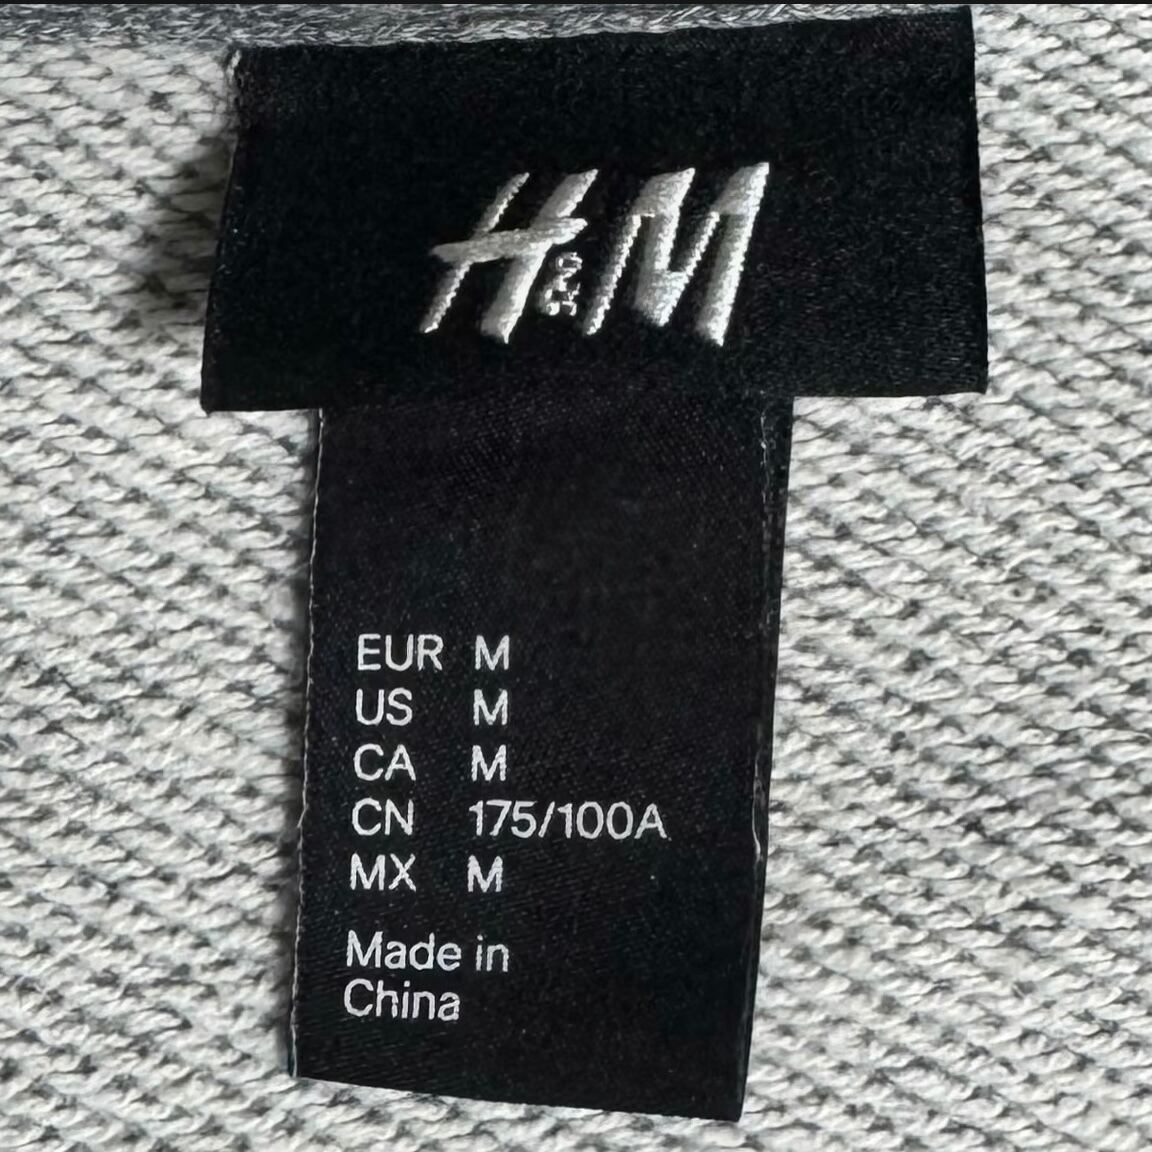 H&M
EUR M
US M
CA M
CN 175/100A
MX M
Made in
China